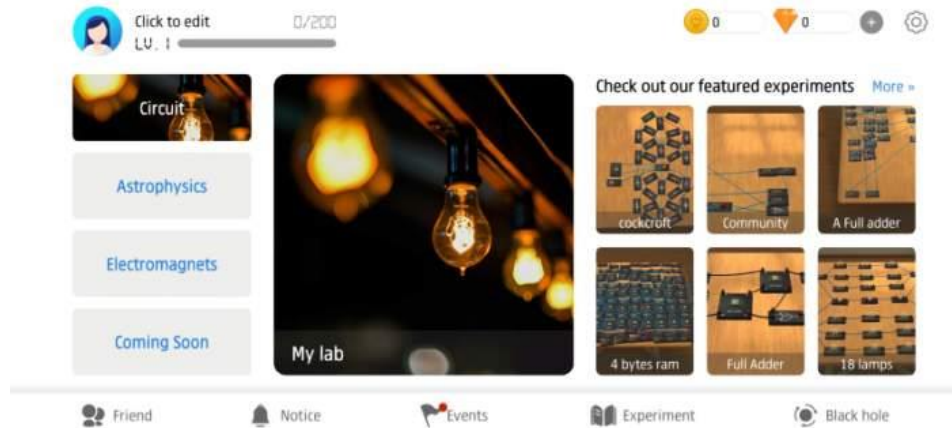 Click to edit
0/200
LV. 1
0
0
Circuit
Astrophysics
Electromagnets
Coming Soon
My lab
Check out our featured experiments
More »
cockcroft
Community
A Full adder
4 bytes ram
Full Adder
18 lamps
Friend
Notice
Events
Experiment
Black hole